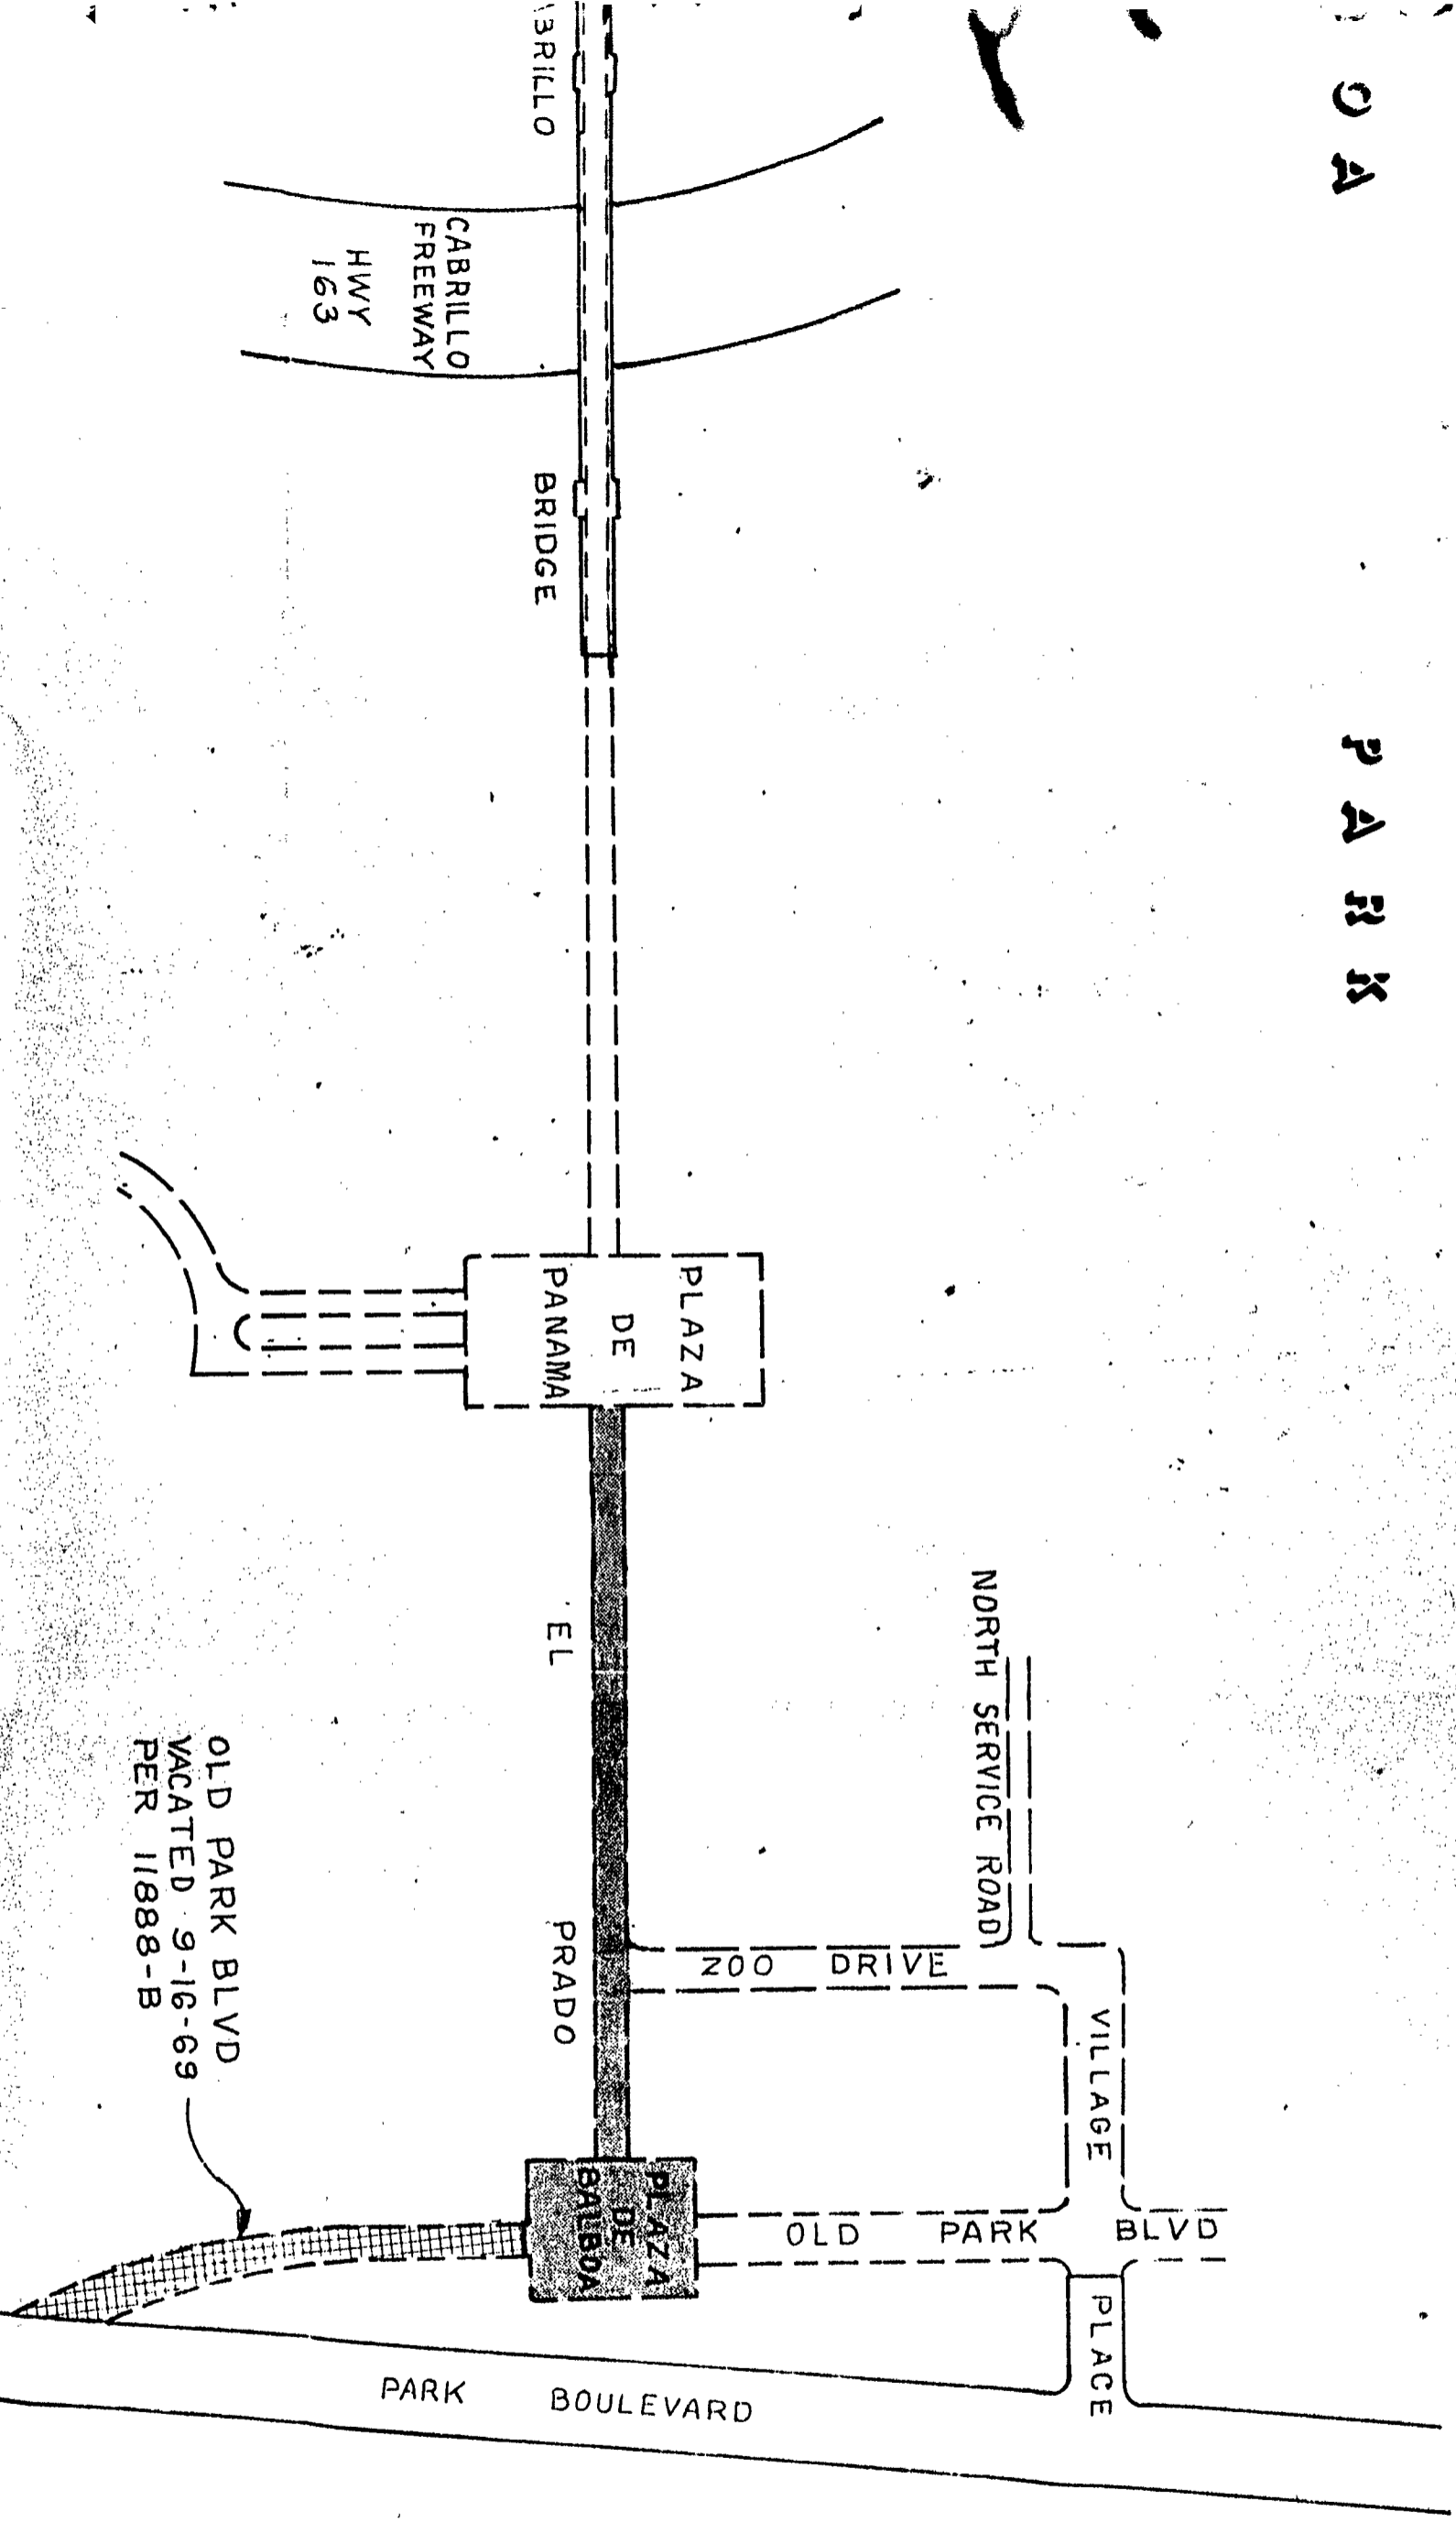 OA PARK
BRILLO BRIDGE
CABRILLO
FREEWAY
HWY
163
PLAZA
DE
PANAMA
EL PRADO
NORTH SERVICE ROAD
ZOO DRIVE
VILLAGE PLACE
OLD PARK BLVD
PLAZA
DE
BALBOA
OLD PARK BLVD
VACATED 9-16-69
PER 11888-B
PARK BOULEVARD